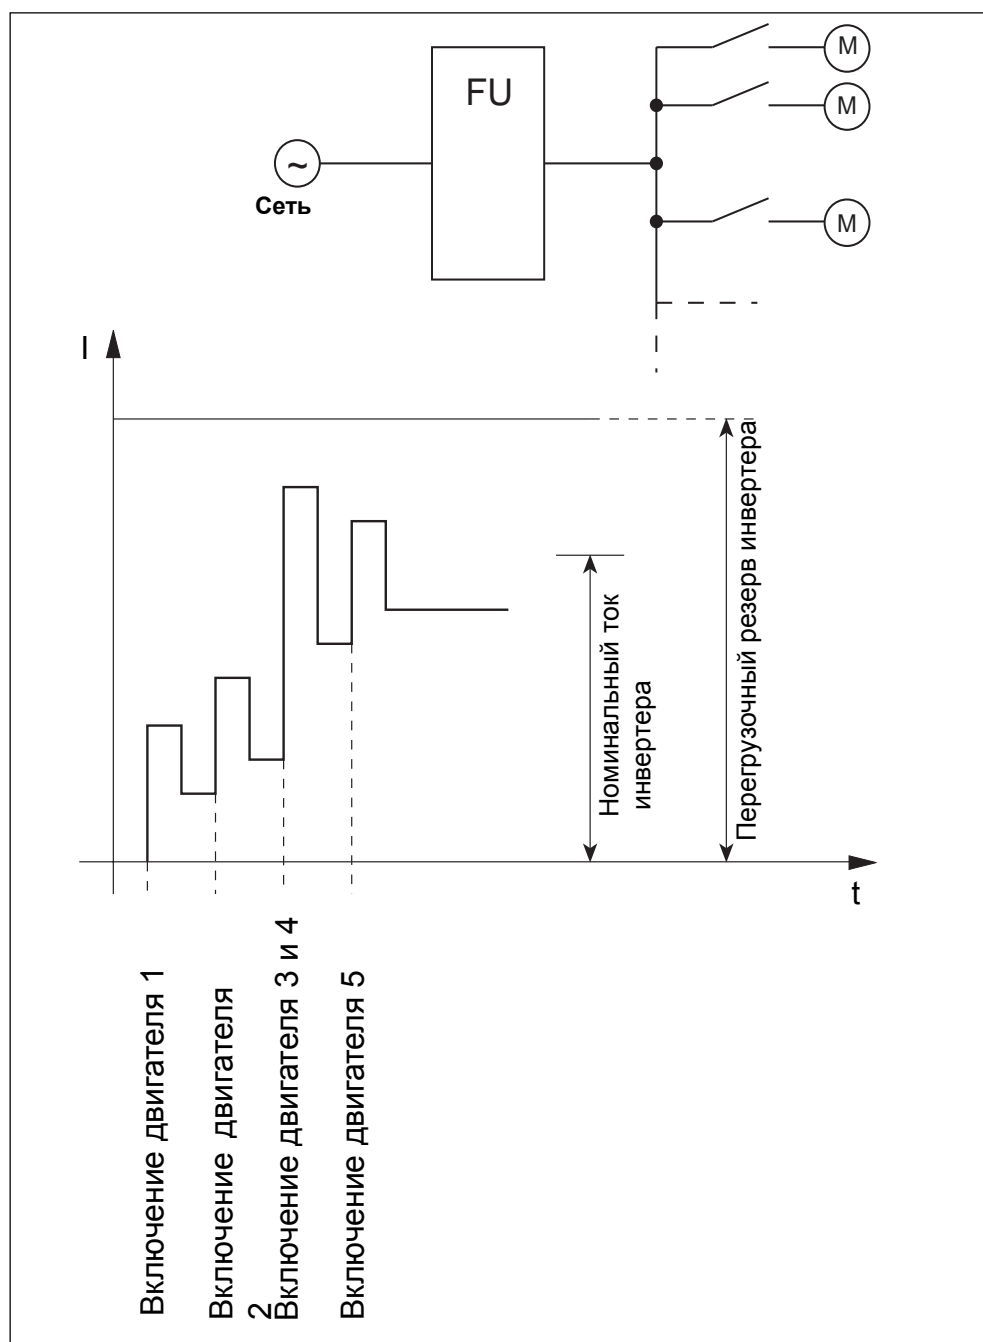 FU
M
M
M
~
Сеть
I
t
Номинальный ток
инвертера
Перегрузочный резерв инвертера
Включение двигателя 1
Включение двигателя
2
Включение двигателя 3 и 4
Включение двигателя 5